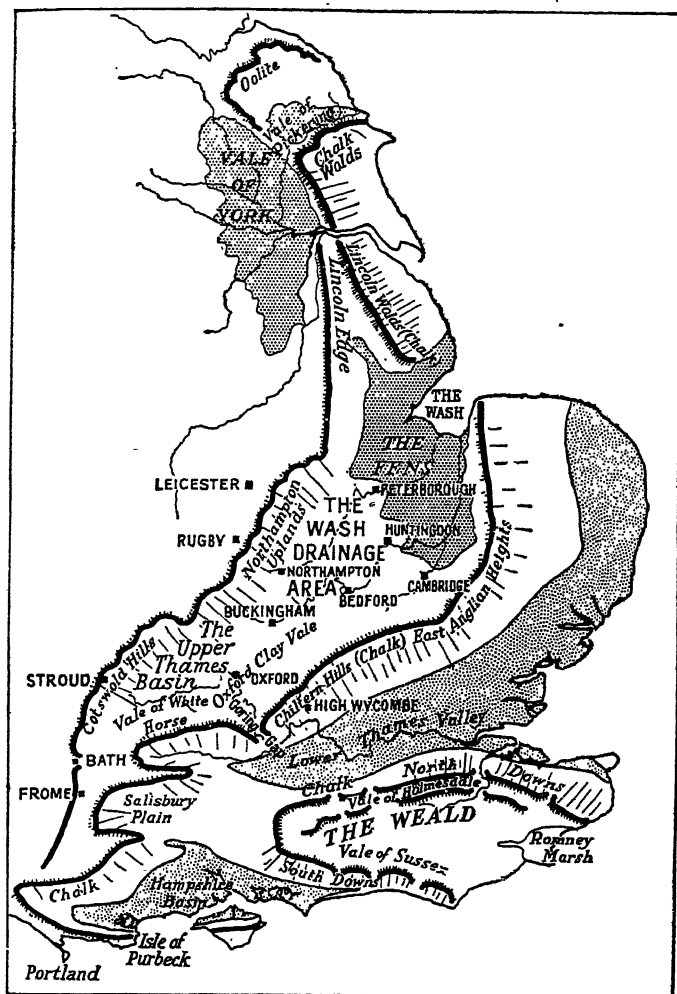 Oolite
Vale of
Pickering
VALE
OF
YORK
Chalk
Wolds
Lincoln Edge
Lincoln Wolds (Chalk)
THE
WASH
THE
FENS
LEICESTER
PETERBOROUGH
THE
WASH
DRAINAGE
AREA
RUGBY
Northampton
Uplands
HUNTINGDON
NORTHAMPTON
CAMBRIDGE
BEDFORD
BUCKINGHAM
East Anglian Heights
Chiltern Hills (Chalk)
The
Upper
Thames
Basin
Oxford Clay Vale
STROUD
Cotswold Hills
OXFORD
Vale of White
Horse
Goring Gap
HIGH WYCOMBE
Lower Thames Valley
BATH
FROME
Salisbury
Plain
Chalk
North Downs
Vale of Holmesdale
THE WEALD
Vale of Sussex
Romney
Marsh
South Downs
Chalk
Hampshire
Basin
Isle of
Purbeck
Portland